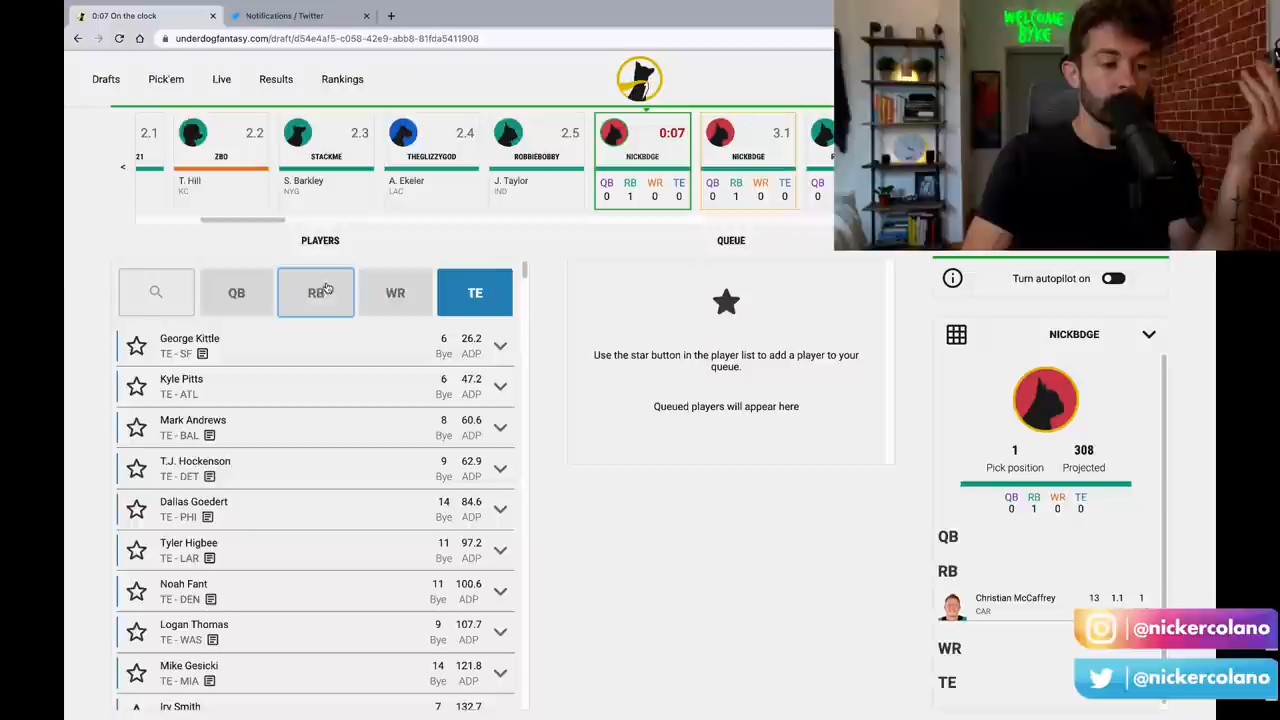 0:07 On the clock
Notifications / Twitter
underdogfantasy.com/draft/d54e4af5-c058-42e9-abb8-81fda5411908
WELCOME
BYKE
Drafts Pick'em Live Results Rankings
2.1 2.2 2.3 2.4 2.5 0:07 3.1
21 ZBO STACKME THEGLIZZYGOD ROBBIEBOBBY NICKBDGE NICKBDGE
T. Hill S. Barkley A. Ekeler J. Taylor QB RB WR TE QB RB WR TE QB
KC NYG LAC IND 0 1 0 0 0 1 0 0 0
<
PLAYERS QUEUE
QB RB WR TE
Turn autopilot on
George Kittle 6 26.2
TE - SF Bye ADP
Kyle Pitts 6 47.2
TE - ATL Bye ADP
Mark Andrews 8 60.6
TE - BAL Bye ADP
T.J. Hockenson 9 62.9
TE - DET Bye ADP
Dallas Goedert 14 84.6
TE - PHI Bye ADP
Tyler Higbee 11 97.2
TE - LAR Bye ADP
Noah Fant 11 100.6
TE - DEN Bye ADP
Logan Thomas 9 107.7
TE - WAS Bye ADP
Mike Gesicki 14 121.8
TE - MIA Bye ADP
Irv Smith 7 132.7
Use the star button in the player list to add a player to your
queue.
Queued players will appear here
NICKBDGE
1 308
Pick position Projected
QB RB WR TE
0 1 0 0
QB
RB
Christian McCaffrey 13 1.1 1
CAR
WR
TE
@nickercolano
@nickercolano